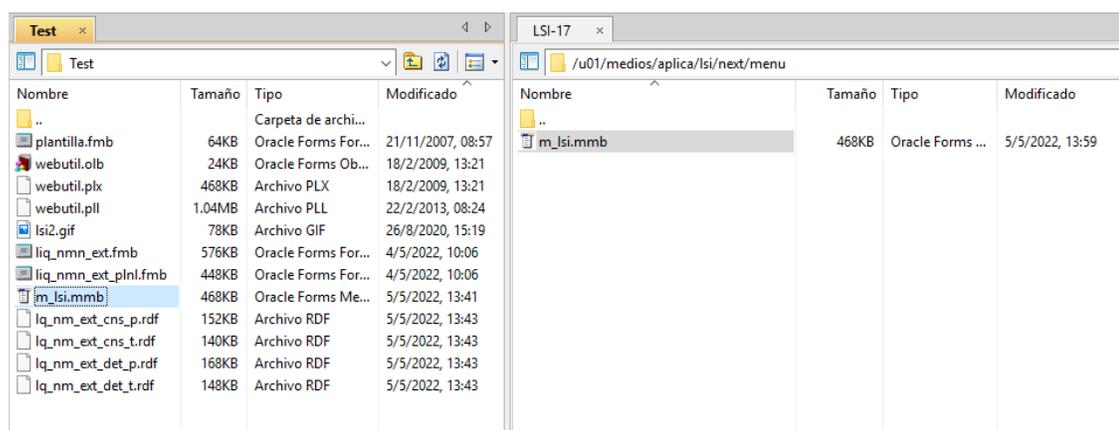 Test ×
Test
Nombre Tamaño Tipo Modificado
.. Carpeta de archi...
plantilla.fmb 64KB Oracle Forms For... 21/11/2007, 08:57
webutil.olb 24KB Oracle Forms Ob... 18/2/2009, 13:21
webutil.plx 468KB Archivo PLX 18/2/2009, 13:21
webutil.pll 1.04MB Archivo PLL 22/2/2013, 08:24
lsi2.gif 78KB Archivo GIF 26/8/2020, 15:19
liq_nmn_ext.fmb 576KB Oracle Forms For... 4/5/2022, 10:06
liq_nmn_ext_plnl.fmb 448KB Oracle Forms For... 4/5/2022, 10:06
m_lsi.mmb 468KB Oracle Forms Me... 5/5/2022, 13:41
lq_nm_ext_cns_p.rdf 152KB Archivo RDF 5/5/2022, 13:43
lq_nm_ext_cns_t.rdf 140KB Archivo RDF 5/5/2022, 13:43
lq_nm_ext_det_p.rdf 168KB Archivo RDF 5/5/2022, 13:43
lq_nm_ext_det_t.rdf 148KB Archivo RDF 5/5/2022, 13:43
LSI-17 ×
/u01/medios/aplica/lsi/next/menu
Nombre Tamaño Tipo Modificado
..
m_lsi.mmb 468KB Oracle Forms ... 5/5/2022, 13:59